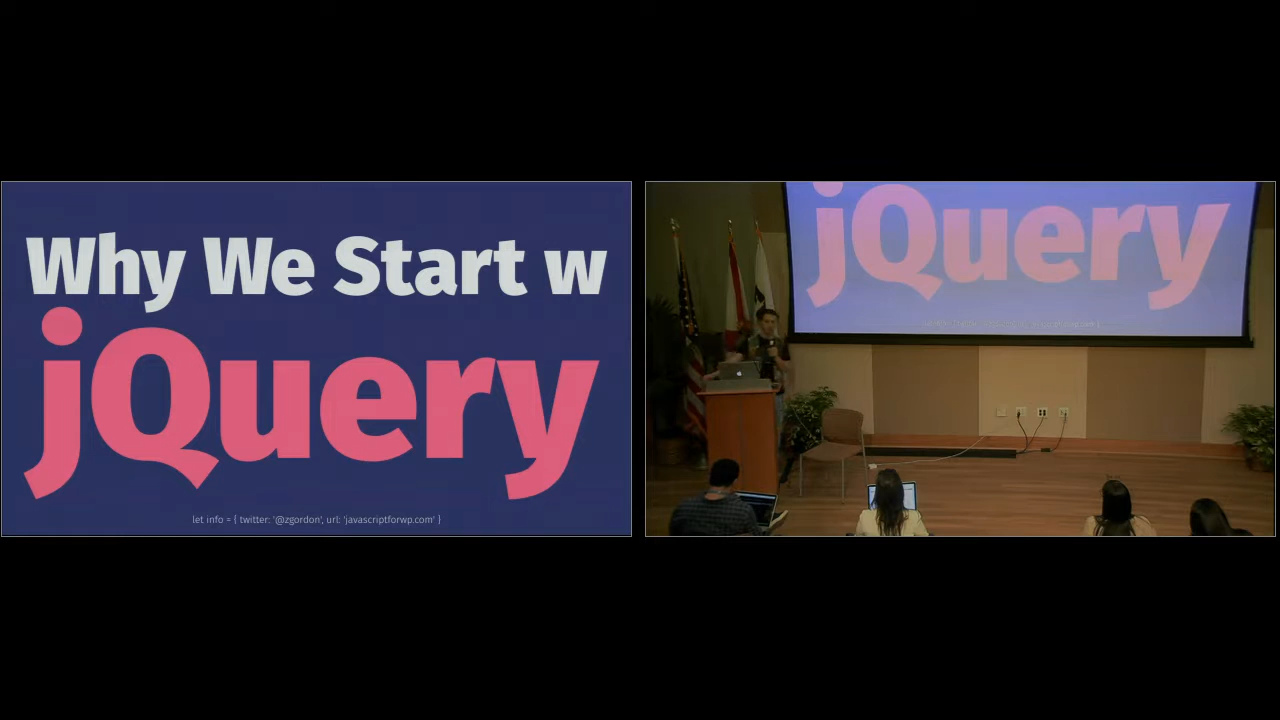 Why We Start w
jQuery
let info = { twitter: '@zgordon', url: 'javascriptforwp.com' }
jQuery